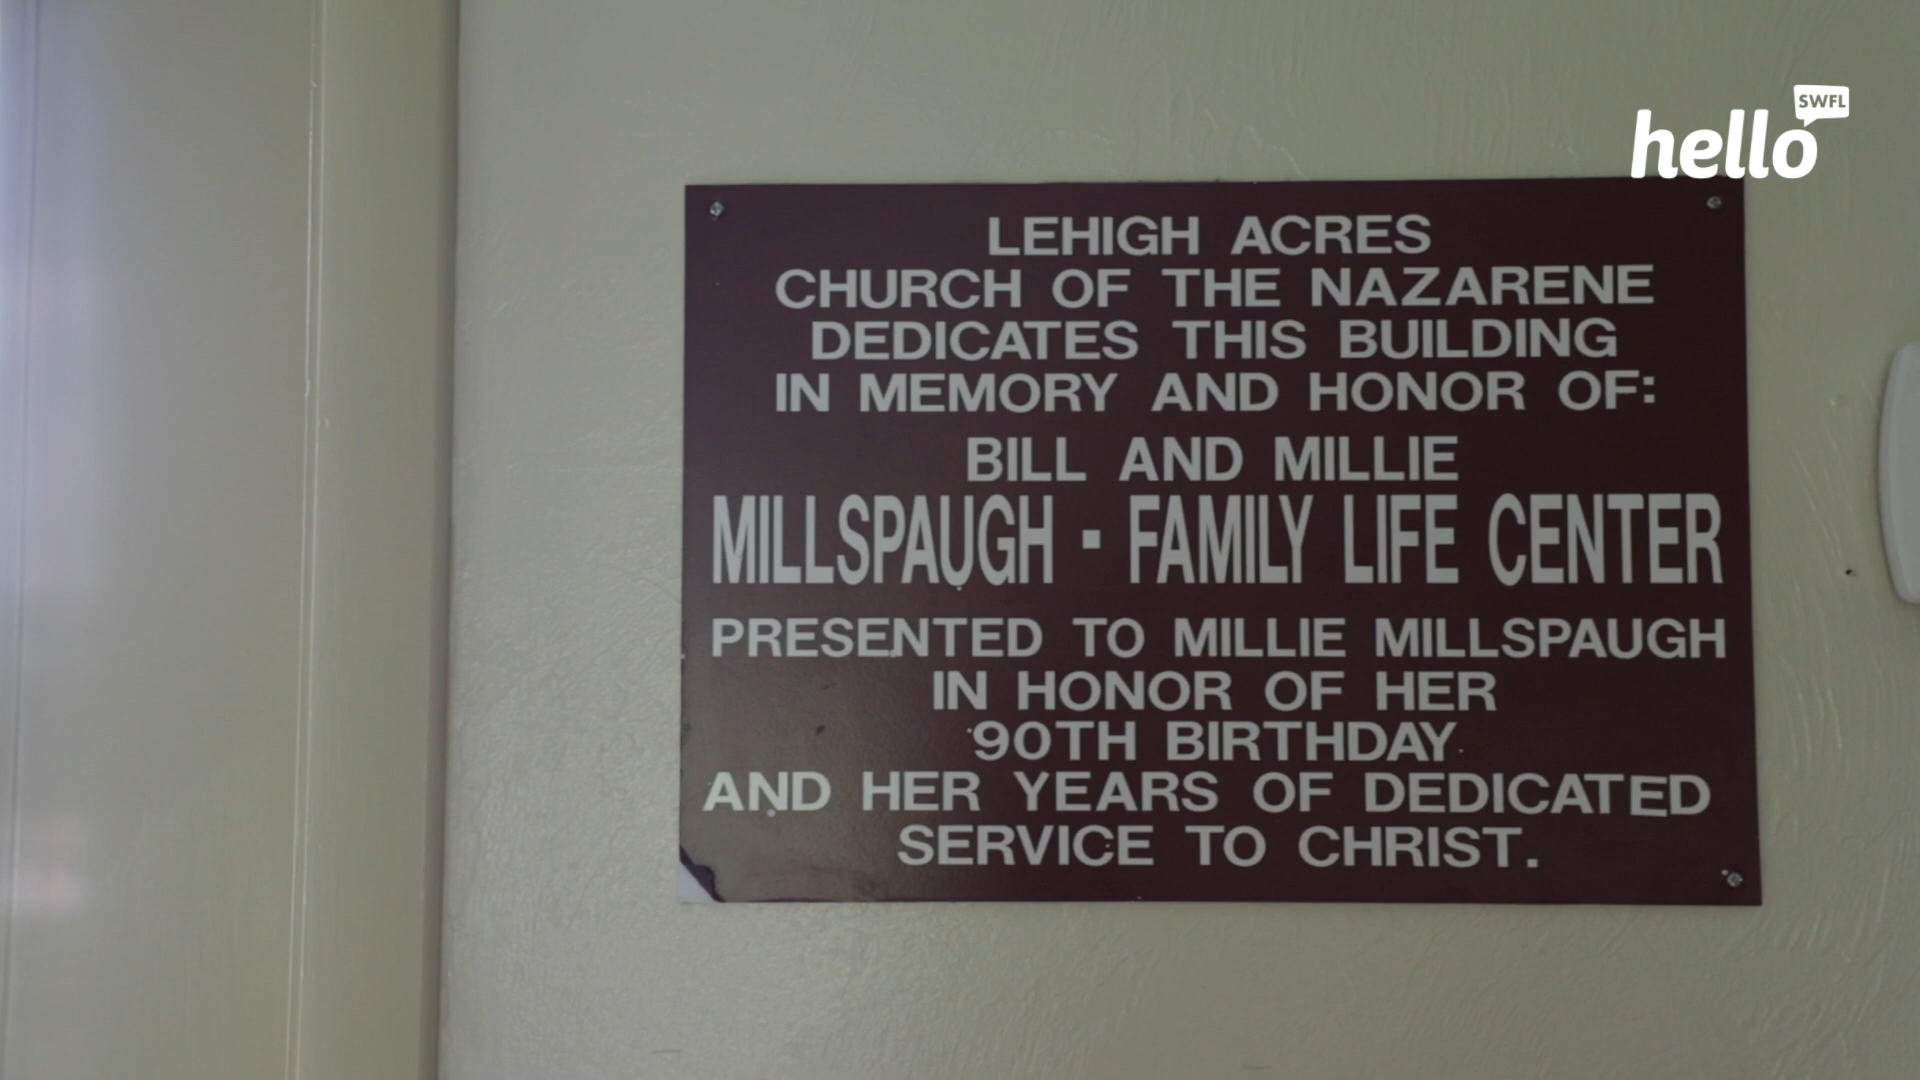 SWFL
hello
LEHIGH ACRES
CHURCH OF THE NAZARENE
DEDICATES THIS BUILDING
IN MEMORY AND HONOR OF:
BILL AND MILLIE
MILLSPAUGH - FAMILY LIFE CENTER
PRESENTED TO MILLIE MILLSPAUGH
IN HONOR OF HER
90TH BIRTHDAY
AND HER YEARS OF DEDICATED
SERVICE TO CHRIST.